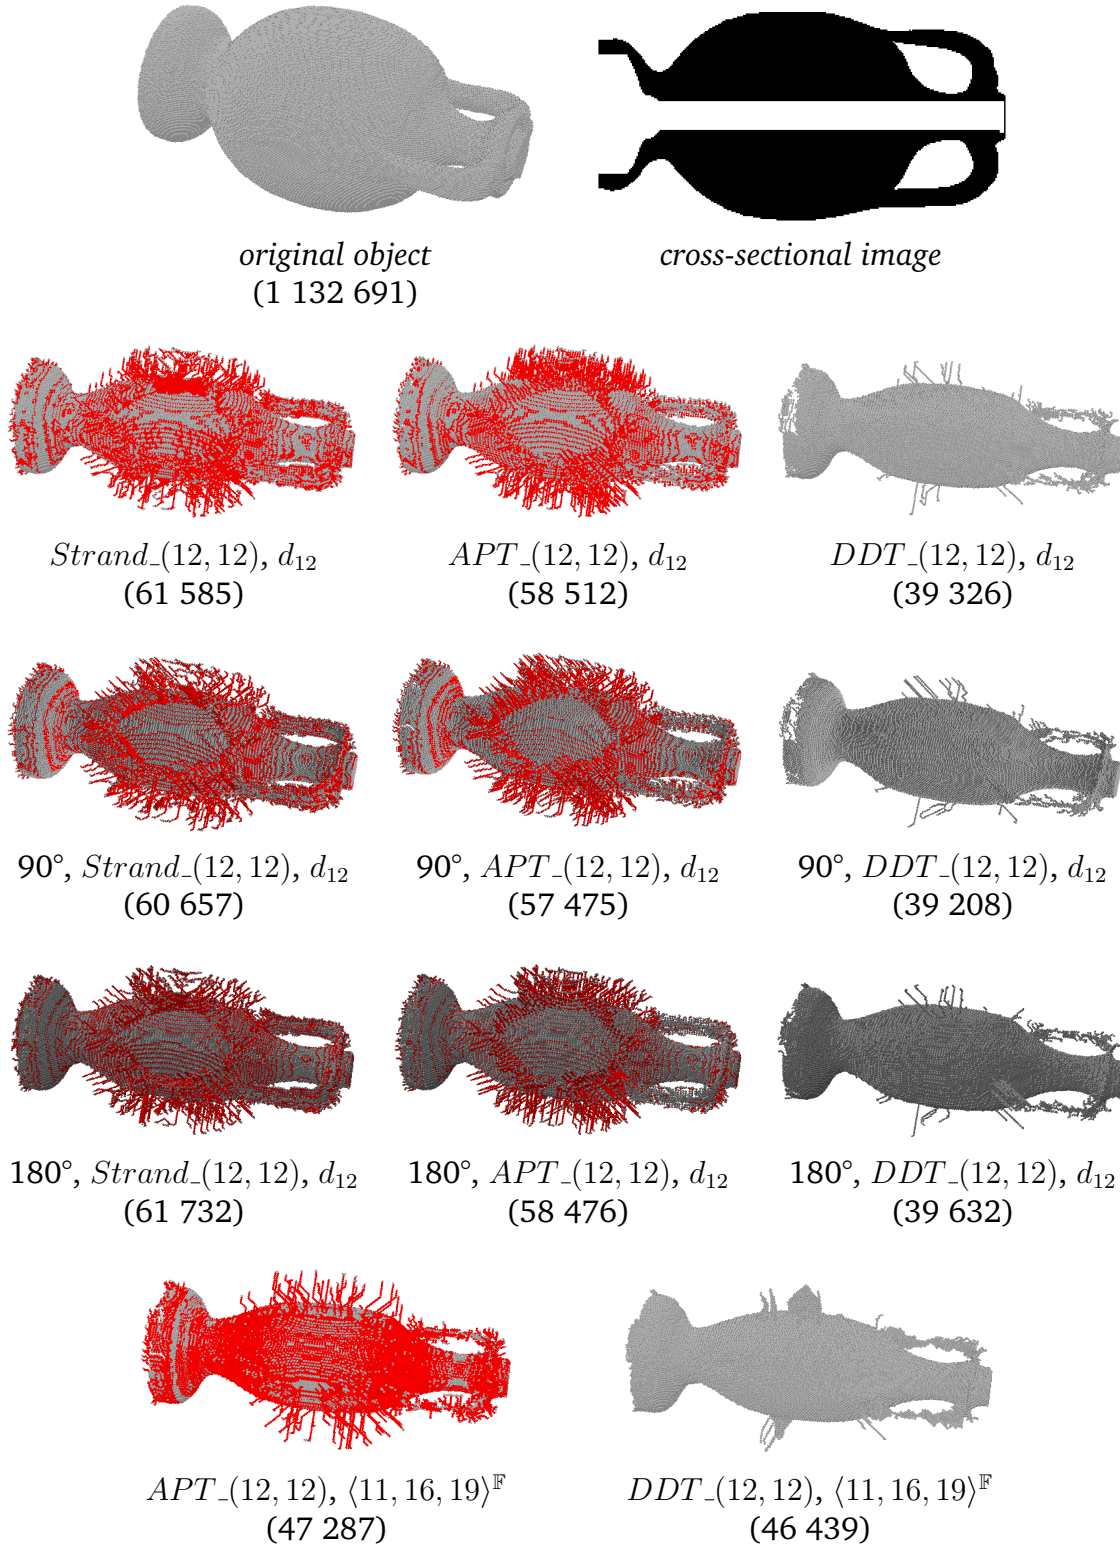 original object
(1 132 691)
cross-sectional image
Strand_(12, 12), d₁₂
(61 585)
APT_(12, 12), d₁₂
(58 512)
DDT_(12, 12), d₁₂
(39 326)
90°, Strand_(12, 12), d₁₂
(60 657)
90°, APT_(12, 12), d₁₂
(57 475)
90°, DDT_(12, 12), d₁₂
(39 208)
180°, Strand_(12, 12), d₁₂
(61 732)
180°, APT_(12, 12), d₁₂
(58 476)
180°, DDT_(12, 12), d₁₂
(39 632)
APT_(12, 12), ⟨11, 16, 19⟩^𝔽
(47 287)
DDT_(12, 12), ⟨11, 16, 19⟩^𝔽
(46 439)